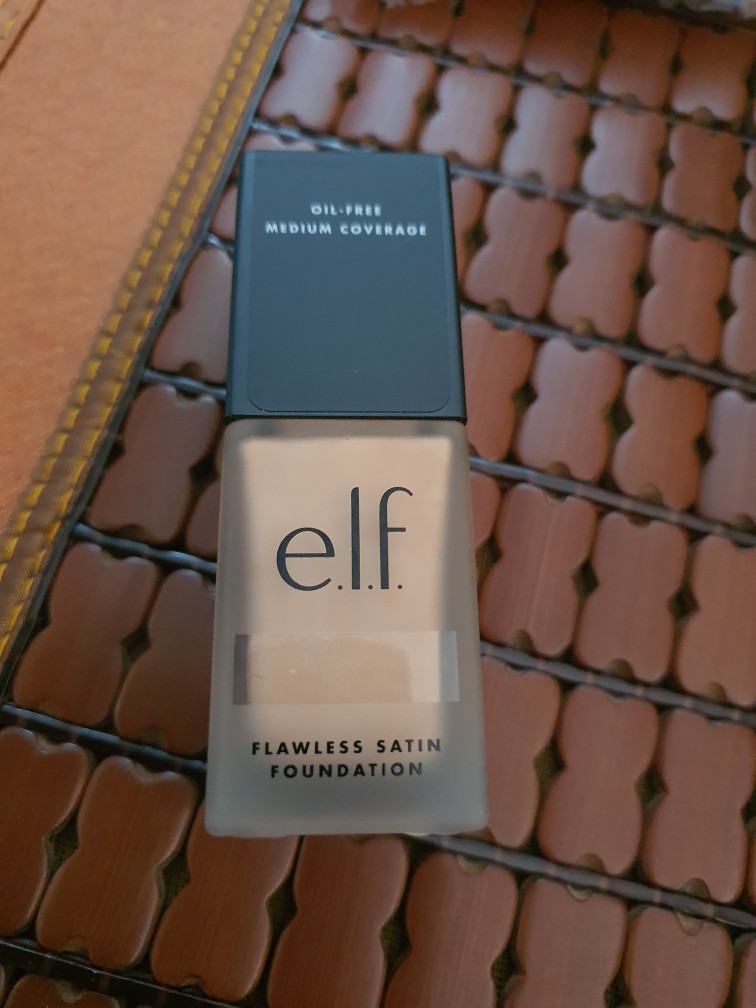 OIL-FREE
MEDIUM COVERAGE
e.l.f.
FLAWLESS SATIN
FOUNDATION